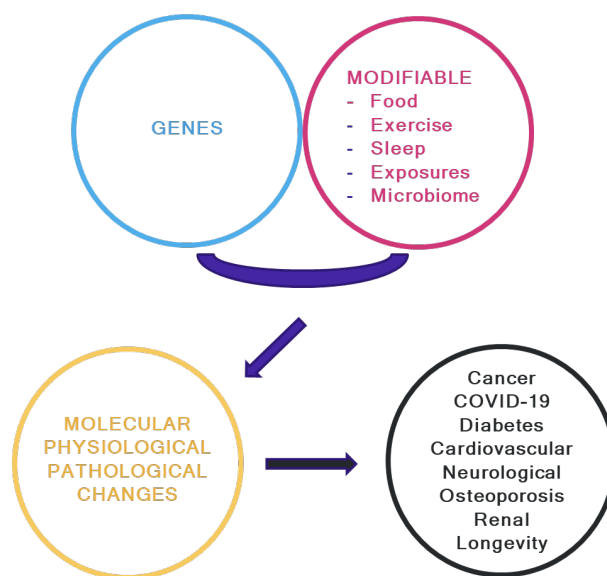 GENES
MODIFIABLE
- Food
- Exercise
- Sleep
- Exposures
- Microbiome
MOLECULAR
PHYSIOLOGICAL
PATHOLOGICAL
CHANGES
Cancer
COVID-19
Diabetes
Cardiovascular
Neurological
Osteoporosis
Renal
Longevity